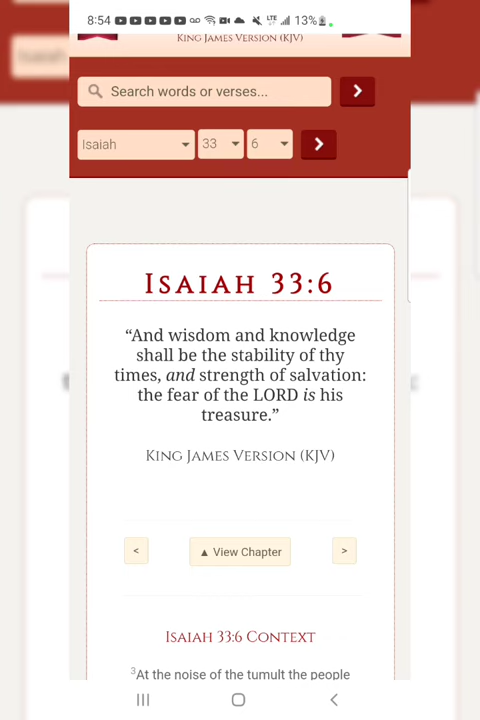 8:54 LTE 13%
King James Version (KJV)
Search words or verses...
Isaiah 33 6
Isaiah 33:6
“And wisdom and knowledge
shall be the stability of thy
times, and strength of salvation:
the fear of the LORD is his
treasure.”
King James Version (KJV)
< ▲ View Chapter >
Isaiah 33:6 Context
3At the noise of the tumult the people